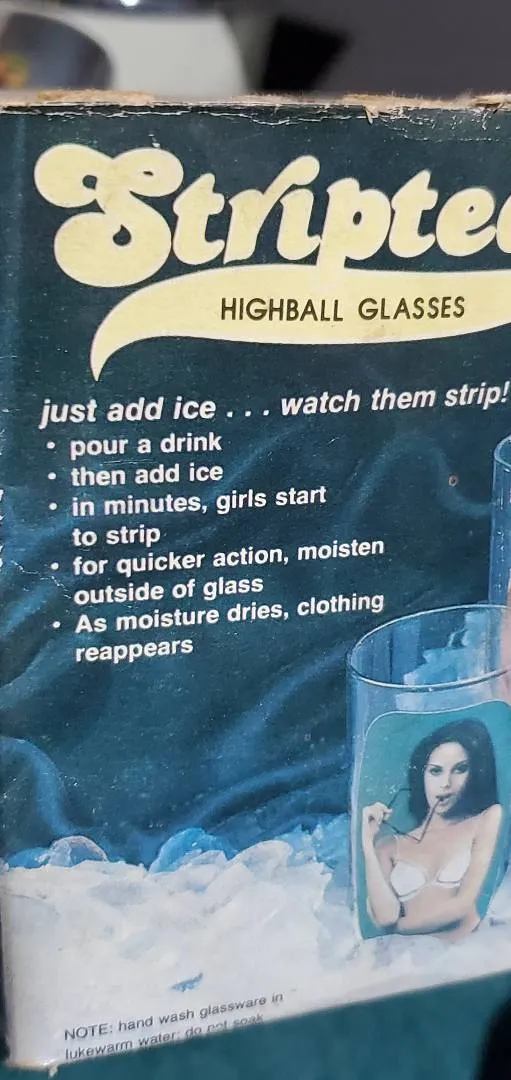 Striptea
HIGHBALL GLASSES
just add ice . . . watch them strip!
• pour a drink
• then add ice
• in minutes, girls start
to strip
• for quicker action, moisten
outside of glass
• As moisture dries, clothing
reappears
NOTE: hand wash glassware in
lukewarm water: do not soak